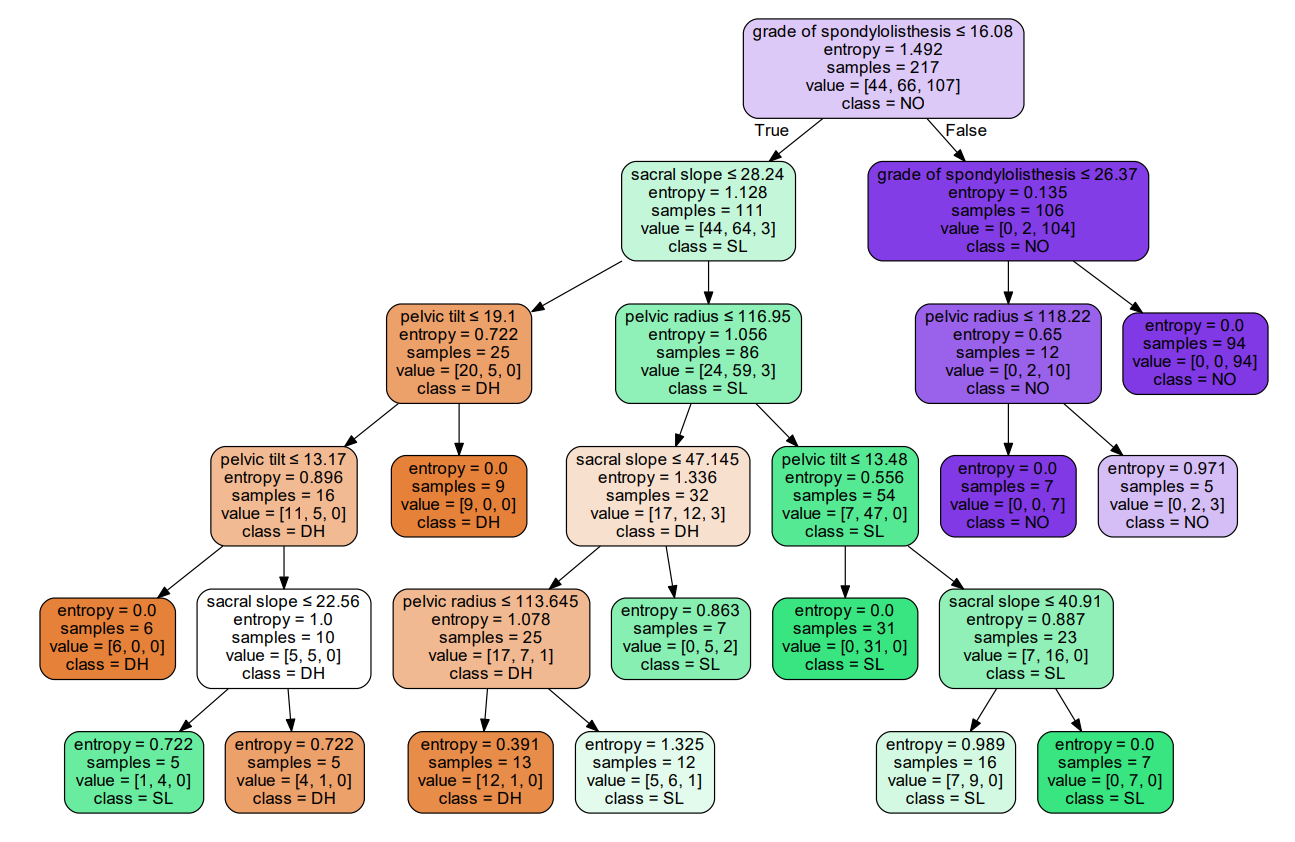 grade of spondylolisthesis ≤ 16.08
entropy = 1.492
samples = 217
value = [44, 66, 107]
class = NO
True
False
sacral slope ≤ 28.24
entropy = 1.128
samples = 111
value = [44, 64, 3]
class = SL
grade of spondylolisthesis ≤ 26.37
entropy = 0.135
samples = 106
value = [0, 2, 104]
class = NO
pelvic tilt ≤ 19.1
entropy = 0.722
samples = 25
value = [20, 5, 0]
class = DH
pelvic radius ≤ 116.95
entropy = 1.056
samples = 86
value = [24, 59, 3]
class = SL
pelvic radius ≤ 118.22
entropy = 0.65
samples = 12
value = [0, 2, 10]
class = NO
entropy = 0.0
samples = 94
value = [0, 0, 94]
class = NO
pelvic tilt ≤ 13.17
entropy = 0.896
samples = 16
value = [11, 5, 0]
class = DH
entropy = 0.0
samples = 9
value = [9, 0, 0]
class = DH
sacral slope ≤ 47.145
entropy = 1.336
samples = 32
value = [17, 12, 3]
class = DH
pelvic tilt ≤ 13.48
entropy = 0.556
samples = 54
value = [7, 47, 0]
class = SL
entropy = 0.0
samples = 7
value = [0, 0, 7]
class = NO
entropy = 0.971
samples = 5
value = [0, 2, 3]
class = NO
entropy = 0.0
samples = 6
value = [6, 0, 0]
class = DH
sacral slope ≤ 22.56
entropy = 1.0
samples = 10
value = [5, 5, 0]
class = DH
pelvic radius ≤ 113.645
entropy = 1.078
samples = 25
value = [17, 7, 1]
class = DH
entropy = 0.863
samples = 7
value = [0, 5, 2]
class = SL
entropy = 0.0
samples = 31
value = [0, 31, 0]
class = SL
sacral slope ≤ 40.91
entropy = 0.887
samples = 23
value = [7, 16, 0]
class = SL
entropy = 0.722
samples = 5
value = [1, 4, 0]
class = SL
entropy = 0.722
samples = 5
value = [4, 1, 0]
class = DH
entropy = 0.391
samples = 13
value = [12, 1, 0]
class = DH
entropy = 1.325
samples = 12
value = [5, 6, 1]
class = SL
entropy = 0.989
samples = 16
value = [7, 9, 0]
class = SL
entropy = 0.0
samples = 7
value = [0, 7, 0]
class = SL